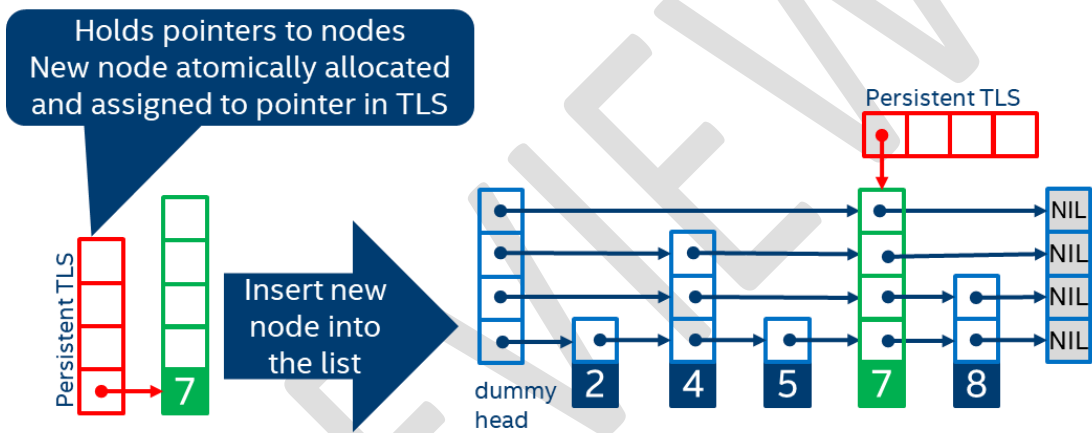 Holds pointers to nodes
New node atomically allocated
and assigned to pointer in TLS
Persistent TLS
Persistent TLS
7
Insert new
node into
the list
NIL
NIL
NIL
NIL
dummy
head
2
4
5
7
8